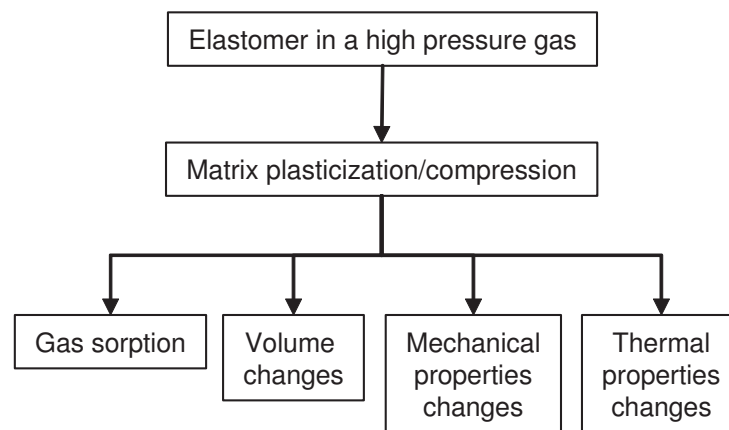 Elastomer in a high pressure gas
Matrix plasticization/compression
Gas sorption
Volume
changes
Mechanical
properties
changes
Thermal
properties
changes